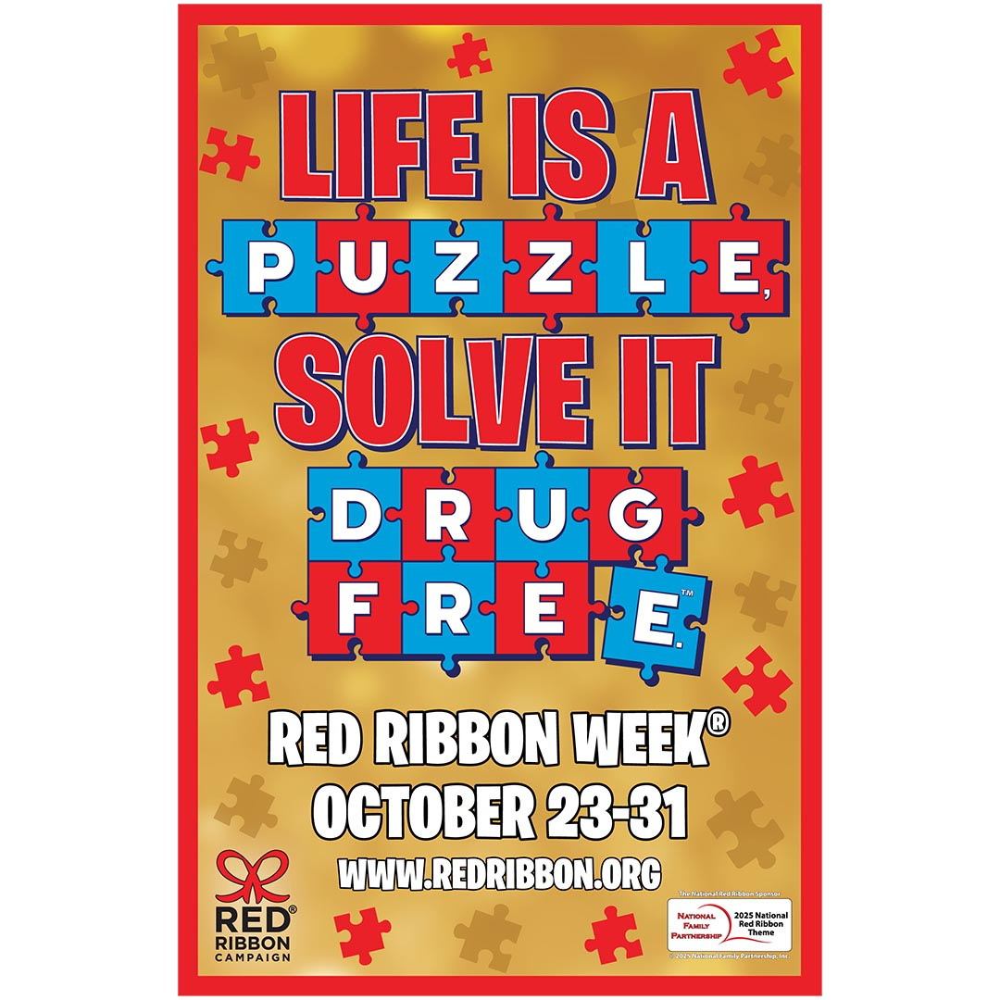 LIFE IS A
PUZZLE,
SOLVE IT
DRUG
FREE.™
RED RIBBON WEEK®
OCTOBER 23-31
WWW.REDRIBBON.ORG
RED®
RIBBON
CAMPAIGN
The National Red Ribbon Sponsor
NATIONAL
FAMILY
PARTNERSHIP
2025 National
Red Ribbon
Theme
© 2025 National Family Partnership, Inc.